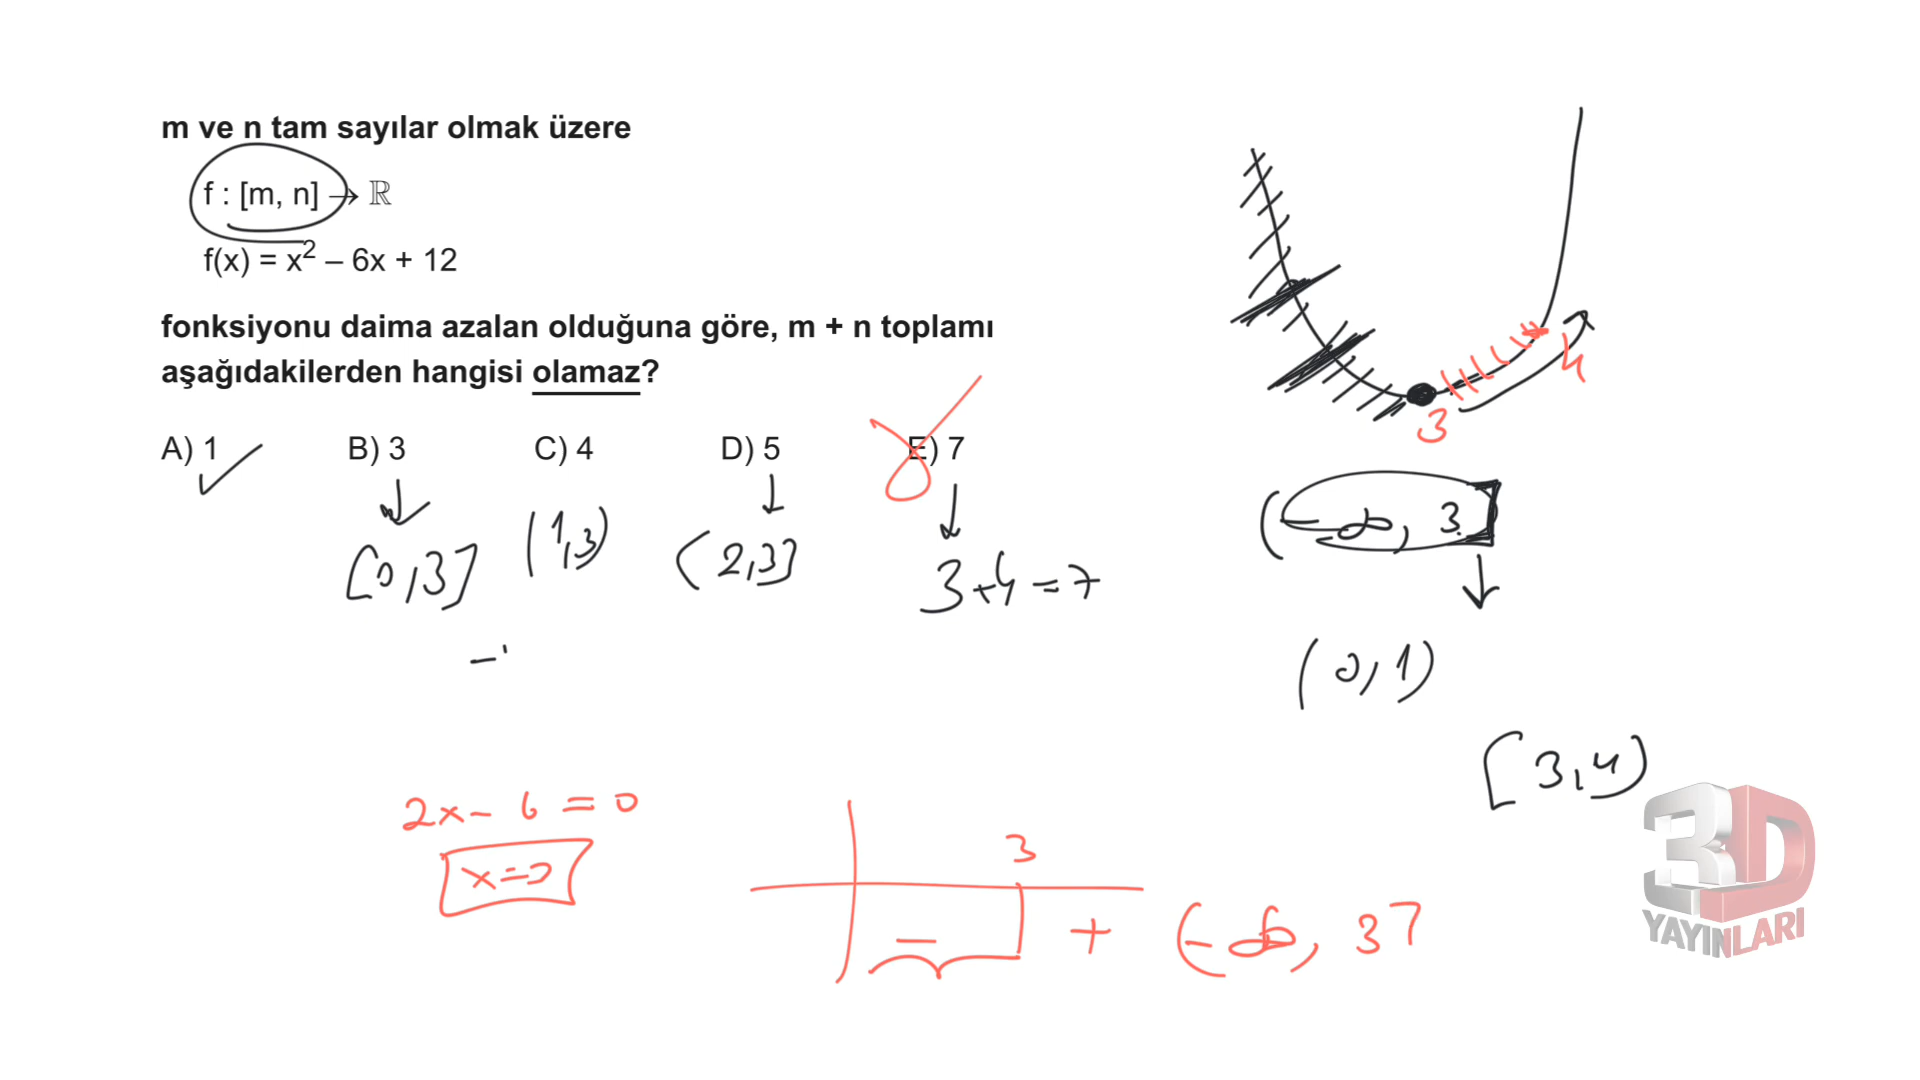 m ve n tam sayılar olmak üzere
f : [m, n] → ℝ
f(x) = x² – 6x + 12
fonksiyonu daima azalan olduğuna göre, m + n toplamı
aşağıdakilerden hangisi olamaz?
A) 1 B) 3 C) 4 D) 5 E) 7
[0,3] (1,3) (2,3] 3+4=7
3 4
(-∞, 3]
(0,1)
[3,4)
2x - 6 = 0
x=3
3
- + (-∞, 3]
3D
YAYINLARI